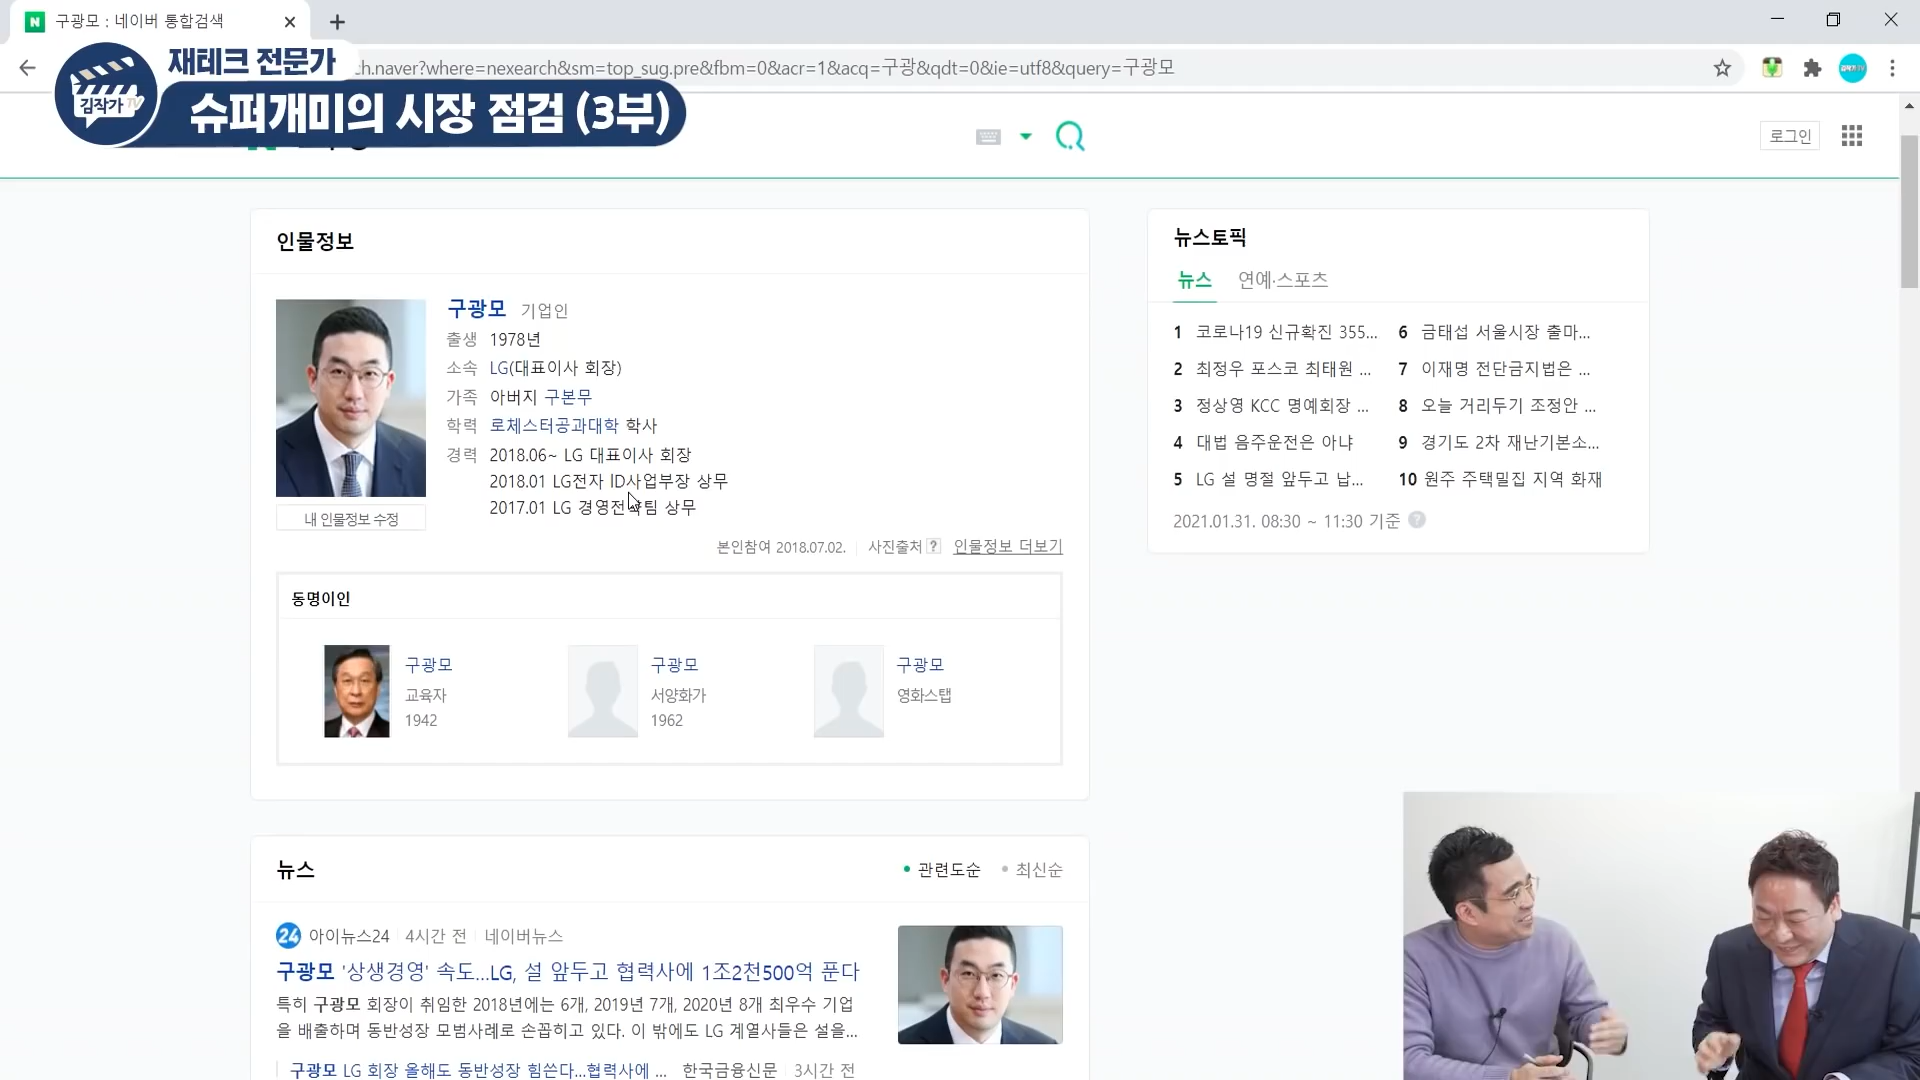 구광모 : 네이버 통합검색
재테크 전문가
슈퍼개미의 시장 점검 (3부)
김작가 TV
ch.naver?where=nexearch&sm=top_sug.pre&fbm=0&acr=1&acq=구광&qdt=0&ie=utf8&query=구광모
로그인
인물정보
구광모 기업인
출생 1978년
소속 LG(대표이사 회장)
가족 아버지 구본무
학력 로체스터공과대학 학사
경력 2018.06~ LG 대표이사 회장
2018.01 LG전자 ID사업부장 상무
2017.01 LG 경영전략팀 상무
내 인물정보 수정
본인참여 2018.07.02. 사진출처 ? 인물정보 더보기
동명이인
구광모
교육자
1942
구광모
서양화가
1962
구광모
영화스탭
뉴스
관련도순 최신순
24 아이뉴스24 4시간 전 네이버뉴스
구광모 '상생경영' 속도...LG, 설 앞두고 협력사에 1조2천500억 푼다
특히 구광모 회장이 취임한 2018년에는 6개, 2019년 7개, 2020년 8개 최우수 기업
을 배출하며 동반성장 모범사례로 손꼽히고 있다. 이 밖에도 LG 계열사들은 설을...
구광모 LG 회장 올해도 동반성장 힘쓴다...협력사에 ... 한국금융신문 3시간 전
뉴스토픽
뉴스 연예·스포츠
1 코로나19 신규확진 355...
2 최정우 포스코 최태원 ...
3 정상영 KCC 명예회장 ...
4 대법 음주운전은 아냐
5 LG 설 명절 앞두고 납...
6 금태섭 서울시장 출마...
7 이재명 전단금지법은 ...
8 오늘 거리두기 조정안 ...
9 경기도 2차 재난기본소...
10 원주 주택밀집 지역 화재
2021.01.31. 08:30 ~ 11:30 기준 ?